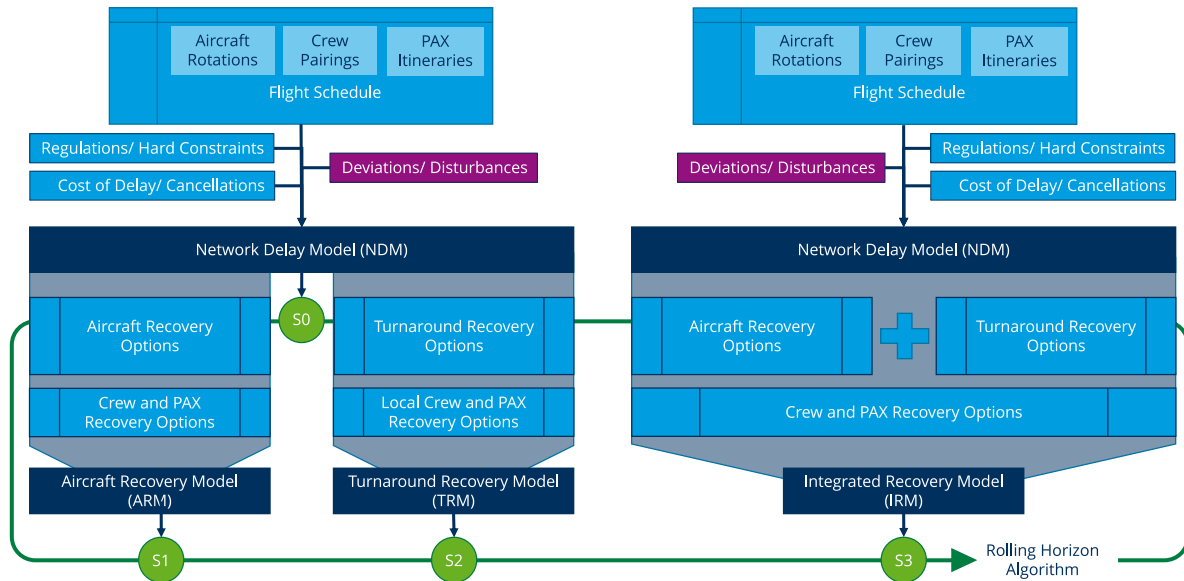 Aircraft
Rotations
Crew
Pairings
PAX
Itineraries
Flight Schedule
Regulations/ Hard Constraints
Deviations/ Disturbances
Cost of Delay/ Cancellations
Network Delay Model (NDM)
S0
Aircraft Recovery
Options
Turnaround Recovery
Options
Crew and PAX
Recovery Options
Local Crew and PAX
Recovery Options
Aircraft Recovery Model
(ARM)
Turnaround Recovery Model
(TRM)
S1
S2
Aircraft
Rotations
Crew
Pairings
PAX
Itineraries
Flight Schedule
Regulations/ Hard Constraints
Deviations/ Disturbances
Cost of Delay/ Cancellations
Network Delay Model (NDM)
Aircraft Recovery
Options
Turnaround Recovery
Options
Crew and PAX Recovery Options
Integrated Recovery Model
(IRM)
S3
Rolling Horizon
Algorithm